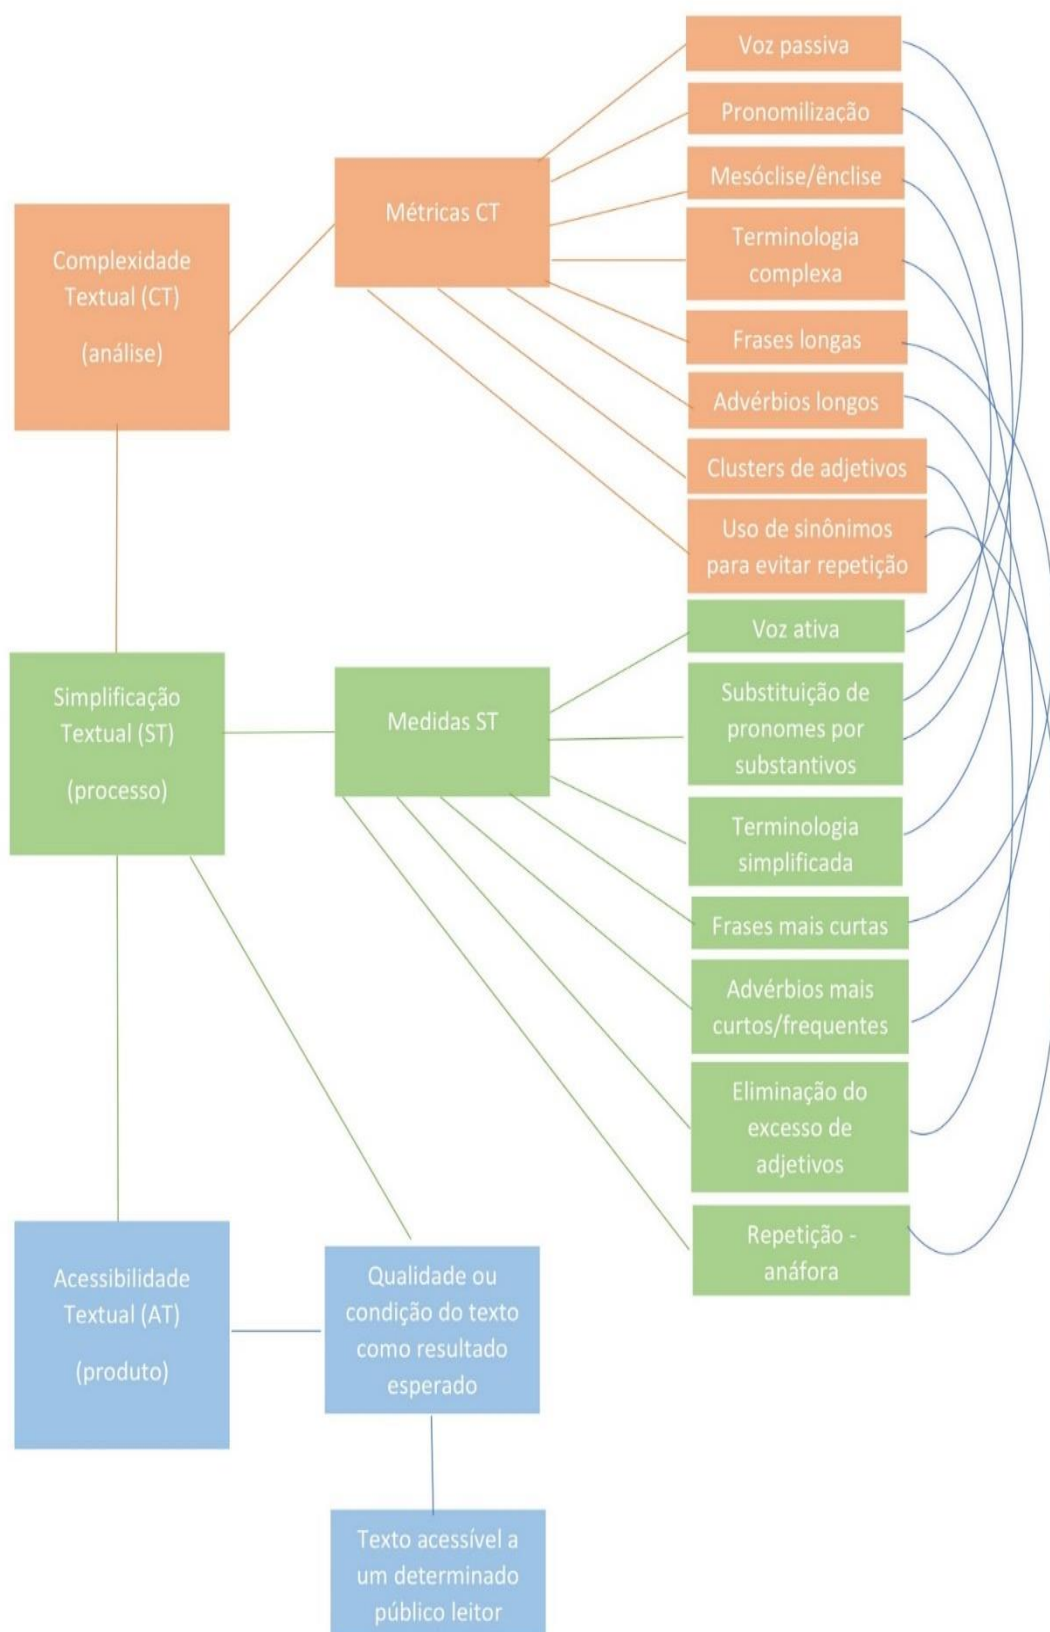 Complexidade
Textual (CT)
(análise)
Métricas CT
Voz passiva
Pronomilização
Mesóclise/ênclise
Terminologia
complexa
Frases longas
Advérbios longos
Clusters de adjetivos
Uso de sinônimos
para evitar repetição
Simplificação
Textual (ST)
(processo)
Medidas ST
Voz ativa
Substituição de
pronomes por
substantivos
Terminologia
simplificada
Frases mais curtas
Advérbios mais
curtos/frequentes
Eliminação do
excesso de
adjetivos
Repetição -
anáfora
Acessibilidade
Textual (AT)
(produto)
Qualidade ou
condição do texto
como resultado
esperado
Texto acessível a
um determinado
público leitor